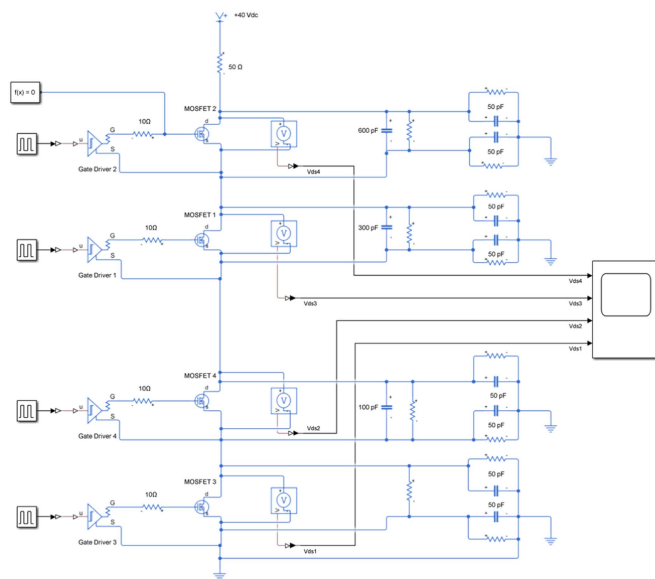 +40 Vdc
50 Ω
f(x) = 0
MOSFET 2
10Ω
G
d
S
u
V
Gate Driver 2
600 pF
50 pF
50 pF
Vds4
MOSFET 1
10Ω
G
d
S
u
V
Gate Driver 1
300 pF
50 pF
50 pF
Vds3
Vds4
Vds3
Vds2
Vds1
MOSFET 4
10Ω
G
d
S
u
V
Gate Driver 4
100 pF
50 pF
50 pF
Vds2
MOSFET 3
10Ω
G
d
S
u
V
Gate Driver 3
50 pF
50 pF
Vds1